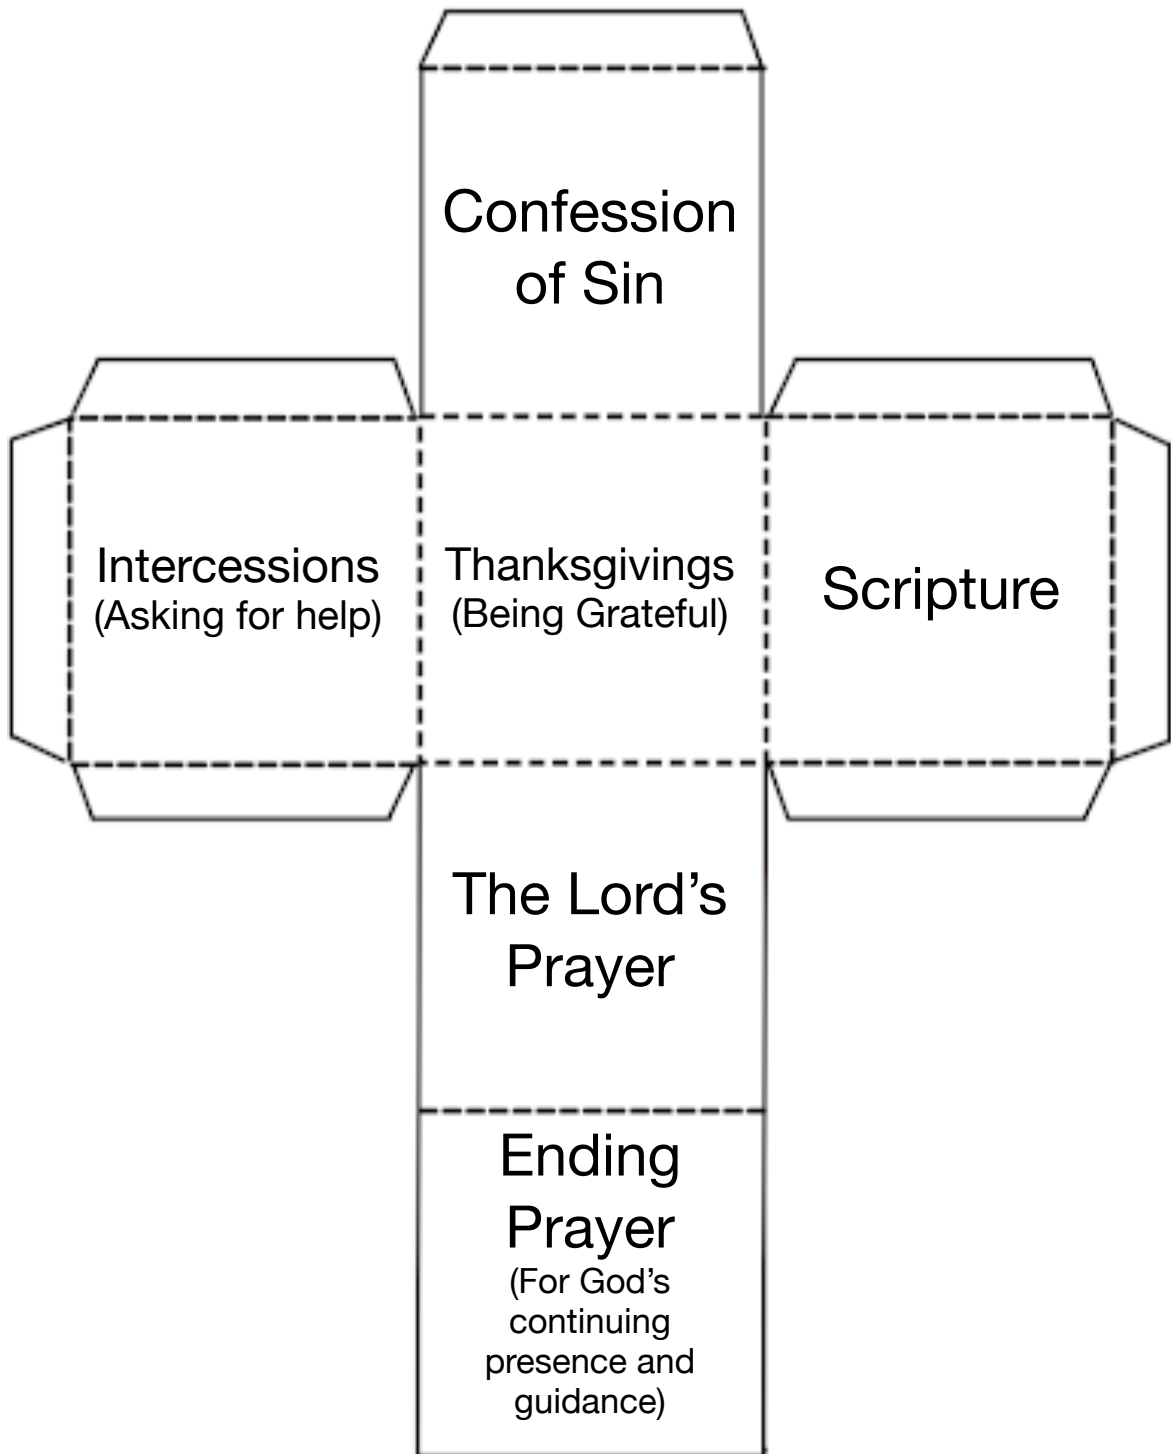 Confession
of Sin
Intercessions
(Asking for help)
Thanksgivings
(Being Grateful)
Scripture
The Lord’s
Prayer
Ending
Prayer
(For God’s
continuing
presence and
guidance)